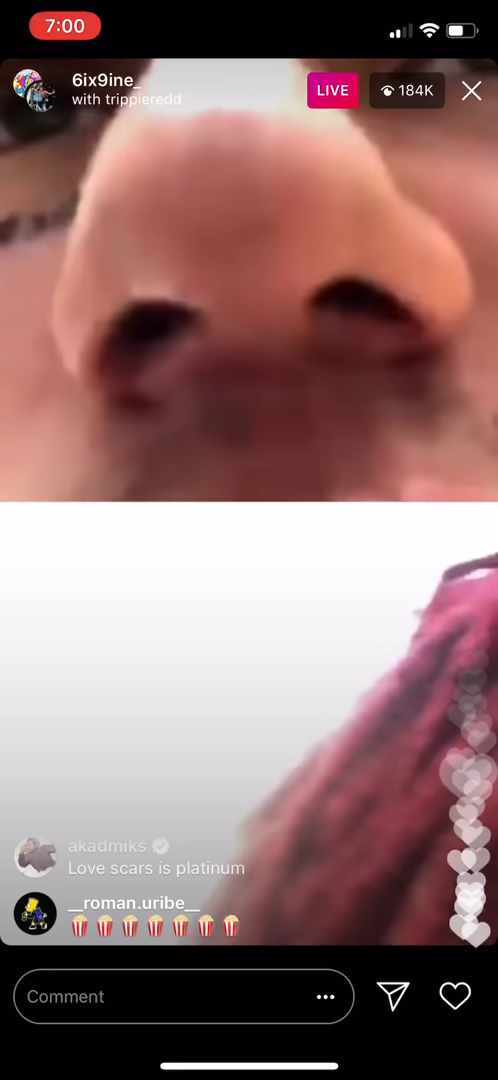 7:00
6ix9ine_
with trippieredd
LIVE
184K
akadmiks
Love scars is platinum
__roman.uribe__
Comment